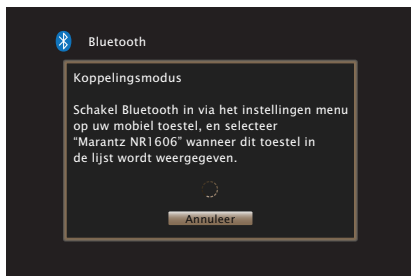 Bluetooth
Koppelingsmodus
Schakel Bluetooth in via het instellingen menu
op uw mobiel toestel, en selecteer
“Marantz NR1606” wanneer dit toestel in
de lijst wordt weergegeven.
Annuleer